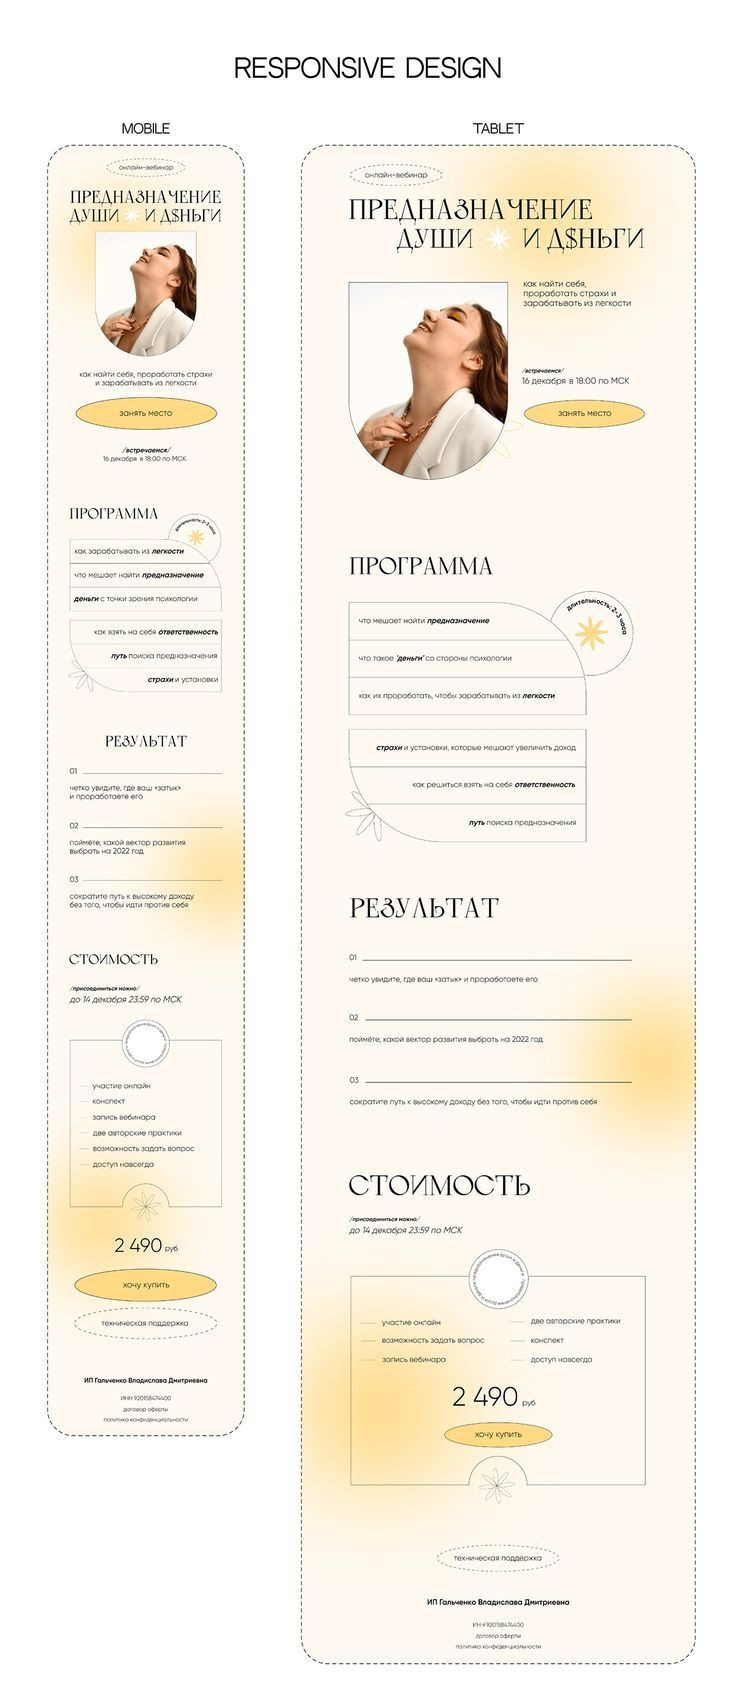 RESPONSIVE DESIGN
MOBILE
онлайн-вебинар
ПРЕДНАЗНАЧЕНИЕ
ДУШИ И Д$НЬГИ
как найти себя, проработать страхи
и зарабатывать из легкости
занять место
/встречаемся/
16 декабря в 18:00 по МСК
ПРОГРАММА
длительность: 2-3 часа
как зарабатывать из легкости
что мешает найти предназначение
деньги с точки зрения психологии
как взять на себя ответственность
путь поиска предназначения
страхи и установки
РЕЗУЛЬТАТ
01
четко увидите, где ваш «затык»
и проработаете его
02
поймёте, какой вектор развития
выбрать на 2022 год
03
сократите путь к высокому доходу
без того, чтобы идти против себя
СТОИМОСТЬ
/присоединиться можно/
до 14 декабря 23:59 по МСК
участие онлайн
конспект
запись вебинара
две авторские практики
возможность задать вопрос
доступ навсегда
2 490 руб
хочу купить
техническая поддержка
ИП Гальченко Владислава Дмитриевна
ИНН 920158474400
договор оферты
политика конфиденциальности
TABLET
онлайн-вебинар
ПРЕДНАЗНАЧЕНИЕ
ДУШИ И Д$НЬГИ
как найти себя,
проработать страхи и
зарабатывать из легкости
/встречаемся/
16 декабря в 18:00 по МСК
занять место
ПРОГРАММА
длительность: 2-3 часа
что мешает найти предназначение
что такое "деньги" со стороны психологии
как их проработать, чтобы зарабатывать из легкости
страхи и установки, которые мешают увеличить доход
как решиться взять на себя ответственность
путь поиска предназначения
РЕЗУЛЬТАТ
01
четко увидите, где ваш «затык» и проработаете его
02
поймёте, какой вектор развития выбрать на 2022 год
03
сократите путь к высокому доходу без того, чтобы идти против себя
СТОИМОСТЬ
/присоединиться можно/
до 14 декабря 23:59 по МСК
участие онлайн
возможность задать вопрос
запись вебинара
две авторские практики
конспект
доступ навсегда
2 490 руб
хочу купить
техническая поддержка
ИП Гальченко Владислава Дмитриевна
ИНН 920158474400
договор оферты
политика конфиденциальности